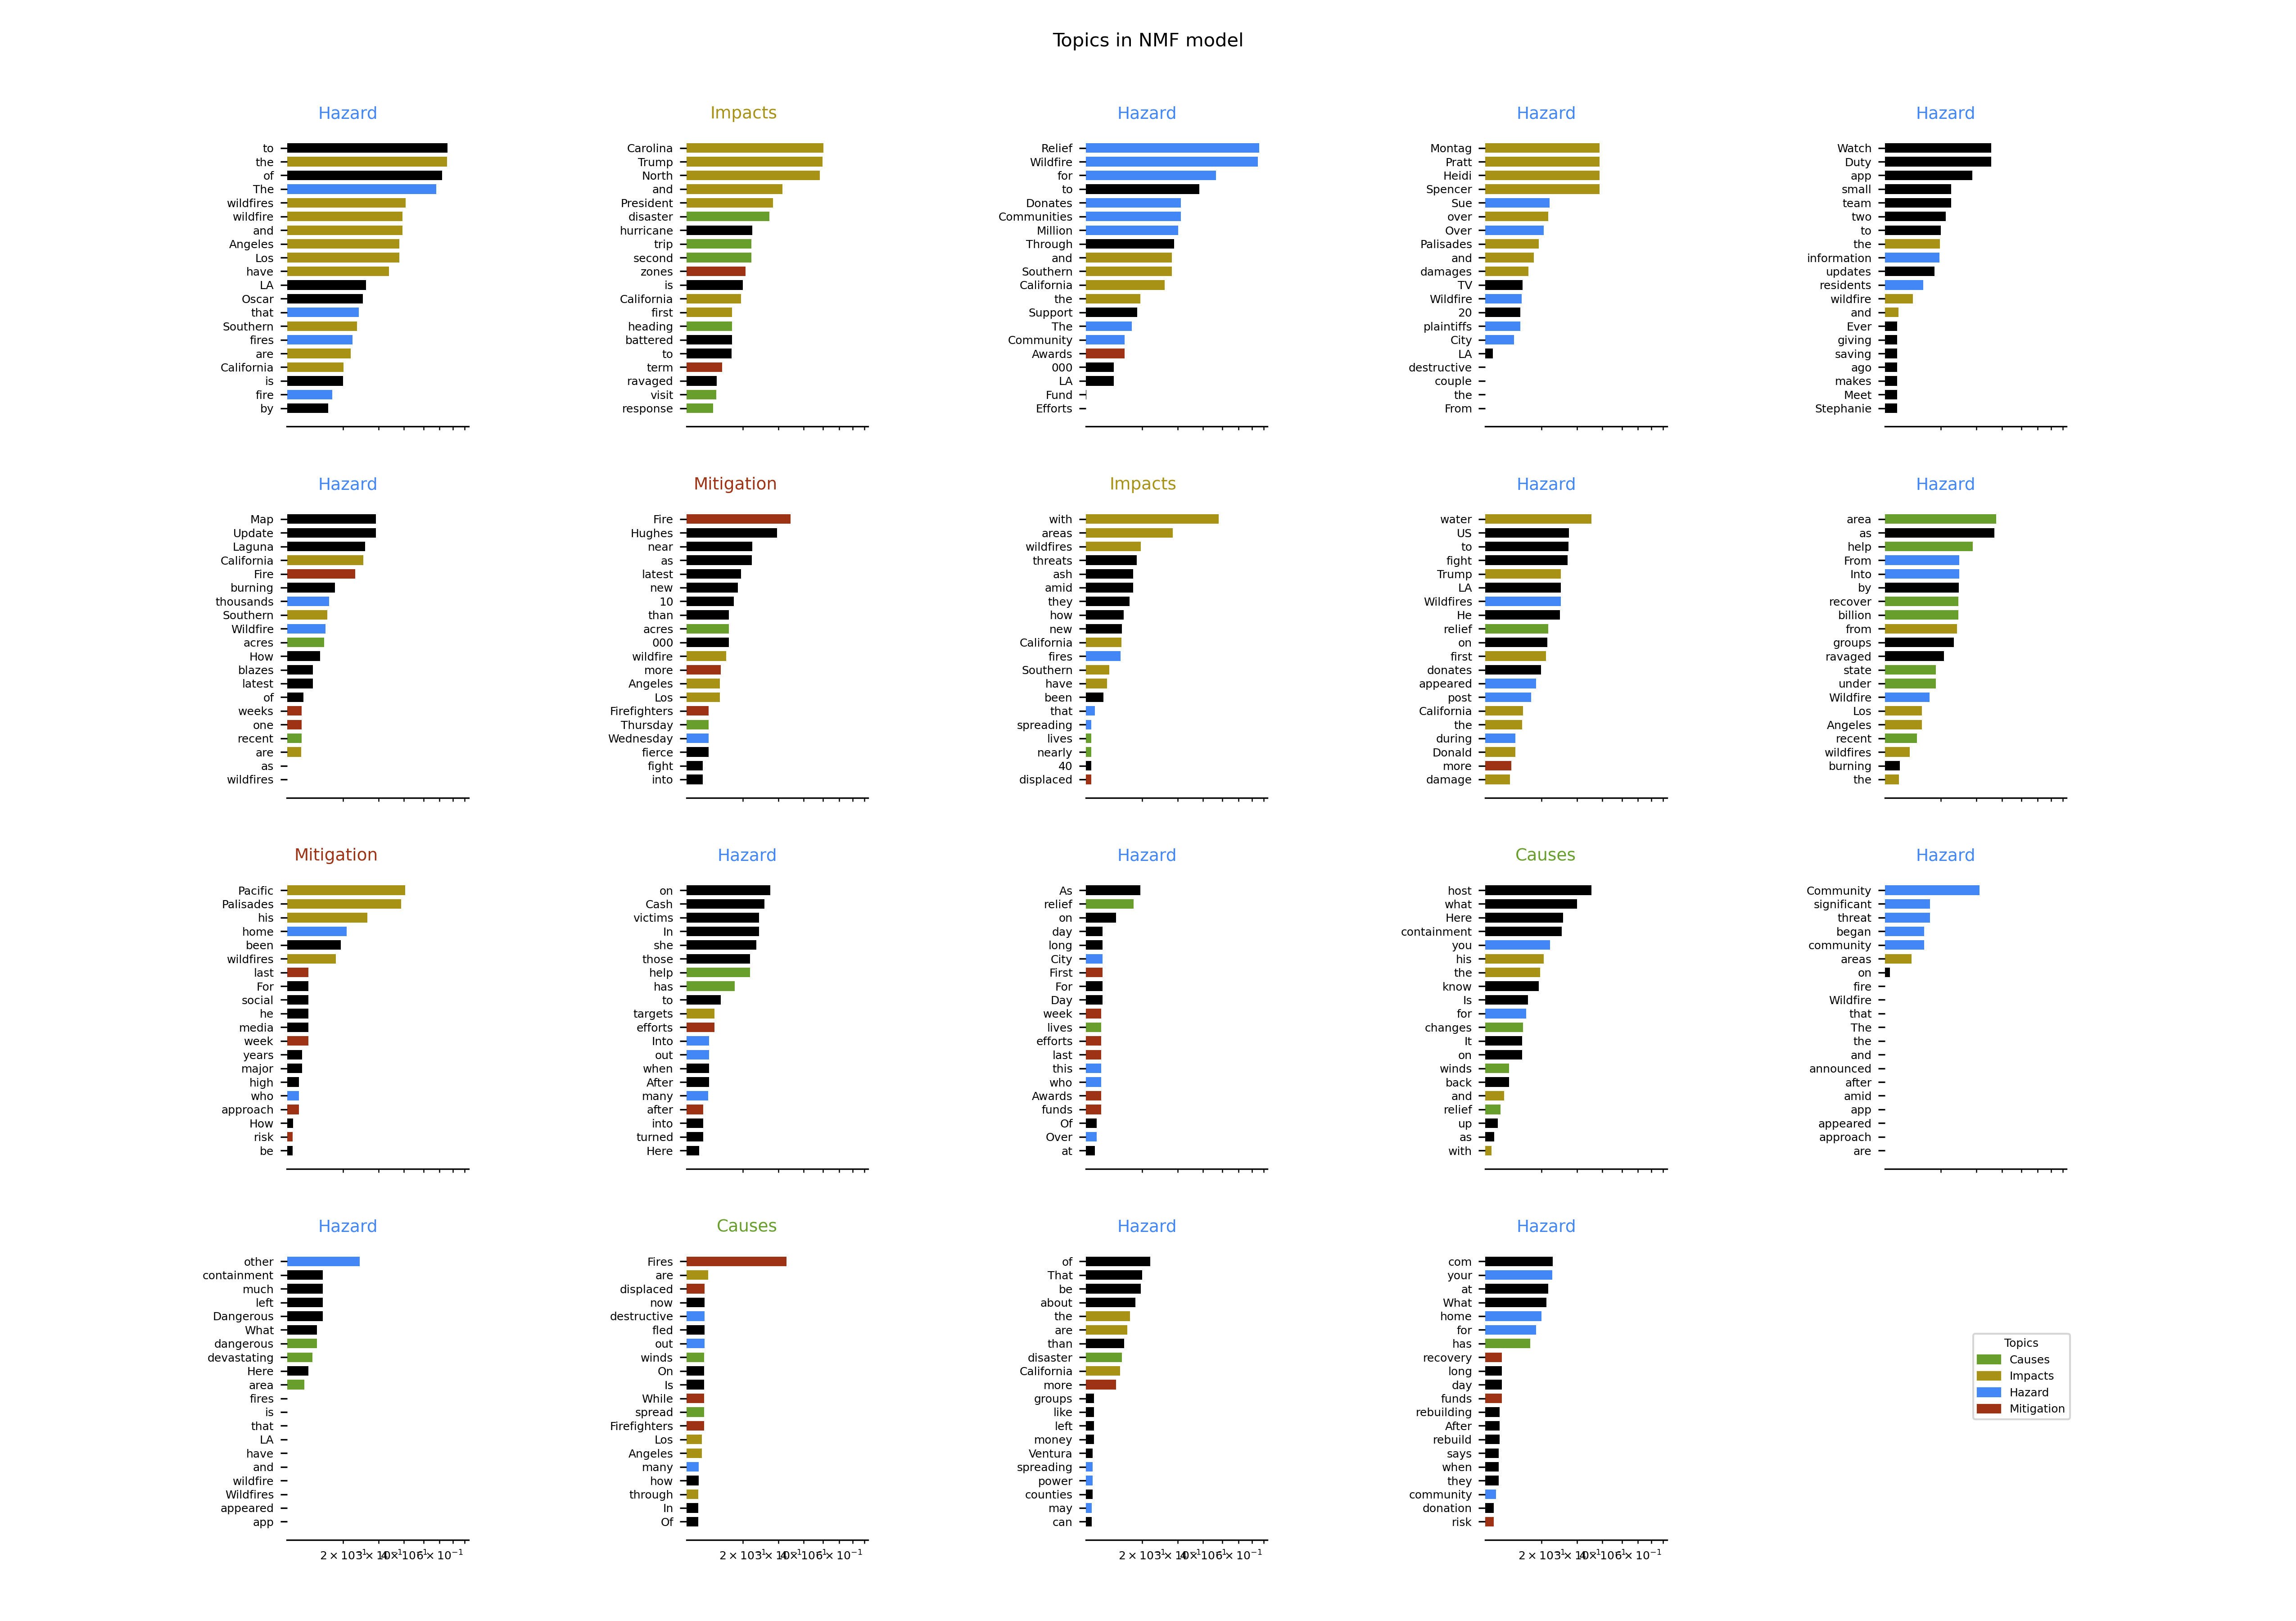 Topics in NMF model
Hazard
to
the
of
The
wildfires
wildfire
and
Angeles
Los
have
LA
Oscar
that
Southern
fires
are
California
is
fire
by
Impacts
Carolina
Trump
North
and
President
disaster
hurricane
trip
second
zones
is
California
first
heading
battered
to
term
ravaged
visit
response
Hazard
Relief
Wildfire
for
to
Donates
Communities
Million
Through
and
Southern
California
the
Support
The
Community
Awards
000
LA
Fund
Efforts
Hazard
Montag
Pratt
Heidi
Spencer
Sue
over
Over
Palisades
and
damages
TV
Wildfire
20
plaintiffs
City
LA
destructive
couple
the
From
Hazard
Watch
Duty
app
small
team
two
to
the
information
updates
residents
wildfire
and
Ever
giving
saving
ago
makes
Meet
Stephanie
Hazard
Map
Update
Laguna
California
Fire
burning
thousands
Southern
Wildfire
acres
How
blazes
latest
of
weeks
one
recent
are
as
wildfires
Mitigation
Fire
Hughes
near
as
latest
new
10
than
acres
000
wildfire
more
Angeles
Los
Firefighters
Thursday
Wednesday
fierce
fight
into
Impacts
with
areas
wildfires
threats
ash
amid
they
how
new
California
fires
Southern
have
been
that
spreading
lives
nearly
40
displaced
Hazard
water
US
to
fight
Trump
LA
Wildfires
He
relief
on
first
donates
appeared
post
California
the
during
Donald
more
damage
Hazard
area
as
help
From
Into
by
recover
billion
from
groups
ravaged
state
under
Wildfire
Los
Angeles
recent
wildfires
burning
the
Mitigation
Pacific
Palisades
his
home
been
wildfires
last
For
social
he
media
week
years
major
high
who
approach
How
risk
be
Hazard
on
Cash
victims
In
she
those
help
has
to
targets
efforts
Into
out
when
After
many
after
into
turned
Here
Hazard
As
relief
on
day
long
City
First
For
Day
week
lives
efforts
last
this
who
Awards
funds
Of
Over
at
Causes
host
what
Here
containment
you
his
the
know
Is
for
changes
It
on
winds
back
and
relief
up
as
with
Hazard
Community
significant
threat
began
community
areas
on
fire
Wildfire
that
The
the
and
announced
after
amid
app
appeared
approach
are
Hazard
other
containment
much
left
Dangerous
What
dangerous
devastating
Here
area
fires
is
that
LA
have
and
wildfire
Wildfires
appeared
app
Causes
Fires
are
displaced
now
destructive
fled
out
winds
On
Is
While
spread
Firefighters
Los
Angeles
many
how
through
In
Of
Hazard
of
That
be
about
the
are
than
disaster
California
more
groups
like
left
money
Ventura
spreading
power
counties
may
can
Hazard
com
your
at
What
home
for
has
recovery
long
day
funds
rebuilding
After
rebuild
says
when
they
community
donation
risk
Topics
Causes
Impacts
Hazard
Mitigation